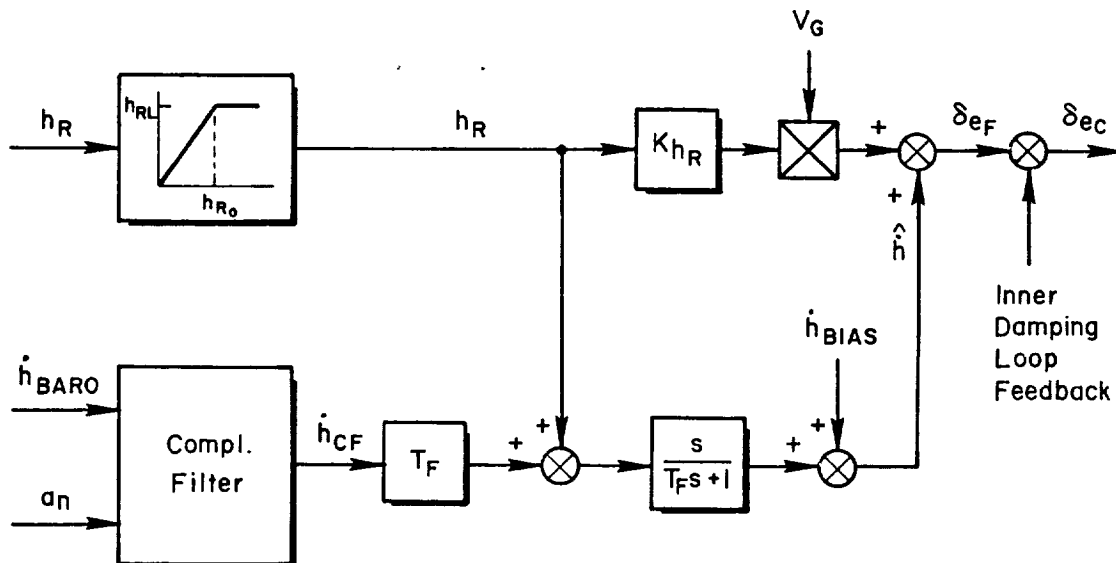 V_G
h_R
h_RL
h_Ro
h_R
K_hR
+
+
δ_eF
δ_ec
ĥ̇
Inner
Damping
Loop
Feedback
ḣ_BARO
a_n
Compl.
Filter
ḣ_CF
T_F
+
+
s
T_F s + 1
ḣ_BIAS
+
+